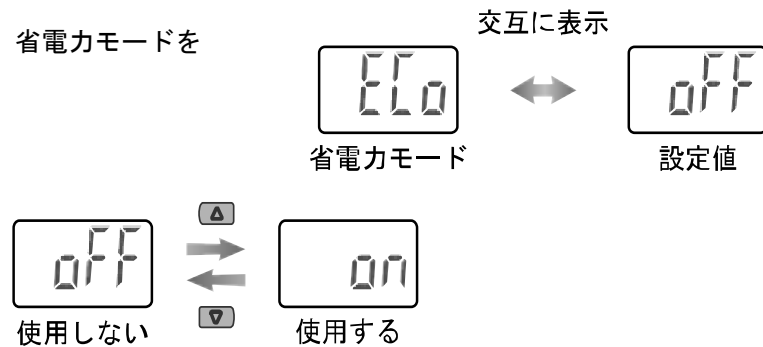 交互に表示
省電力モードを
ECo
oFF
省電力モード
設定値
oFF
on
使用しない
使用する